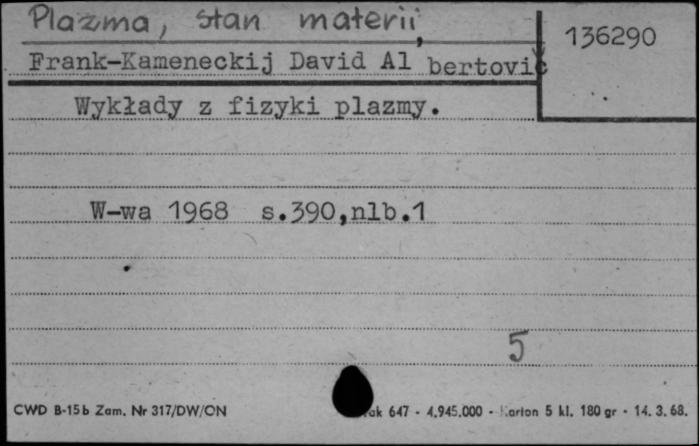 Plazma, stan materii,
136290
Frank-Kameneckij David Al bertović
Wykłady z fizyki plazmy.
W-wa 1968 s.390,nlb.1
5
CWD B-15b Zam. Nr 317/DW/ON 647 - 4.945.000 - Karton 5 kl. 180 gr - 14. 3. 68.